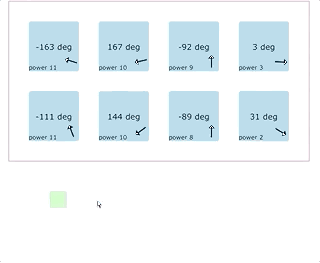 -163 deg
power 11
167 deg
power 10
-92 deg
power 9
3 deg
power 3
-111 deg
power 11
144 deg
power 10
-89 deg
power 8
31 deg
power 2